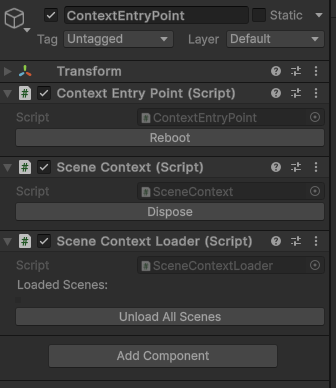 ContextEntryPoint Static
Tag Untagged Layer Default
Transform
# Context Entry Point (Script)
Script # ContextEntryPoint
Reboot
# Scene Context (Script)
Script # SceneContext
Dispose
# Scene Context Loader (Script)
Script # SceneContextLoader
Loaded Scenes:
Unload All Scenes
Add Component